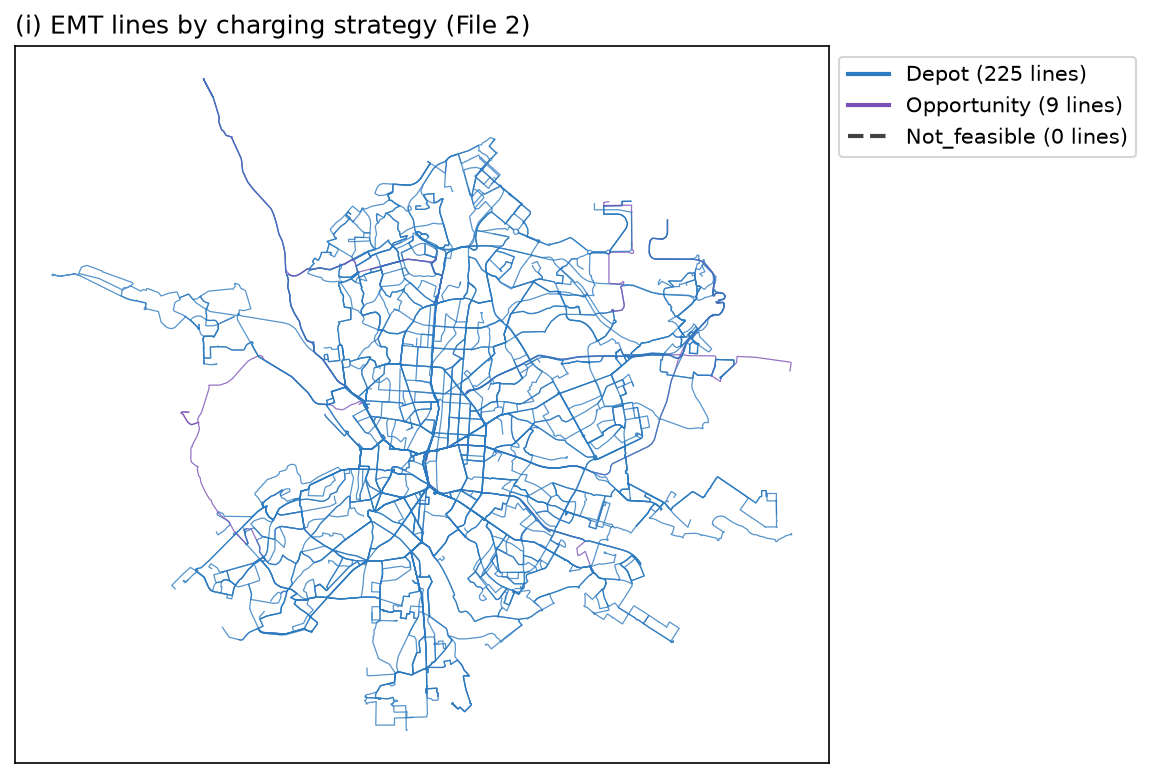 (i) EMT lines by charging strategy (File 2)
Depot (225 lines)
Opportunity (9 lines)
Not_feasible (0 lines)